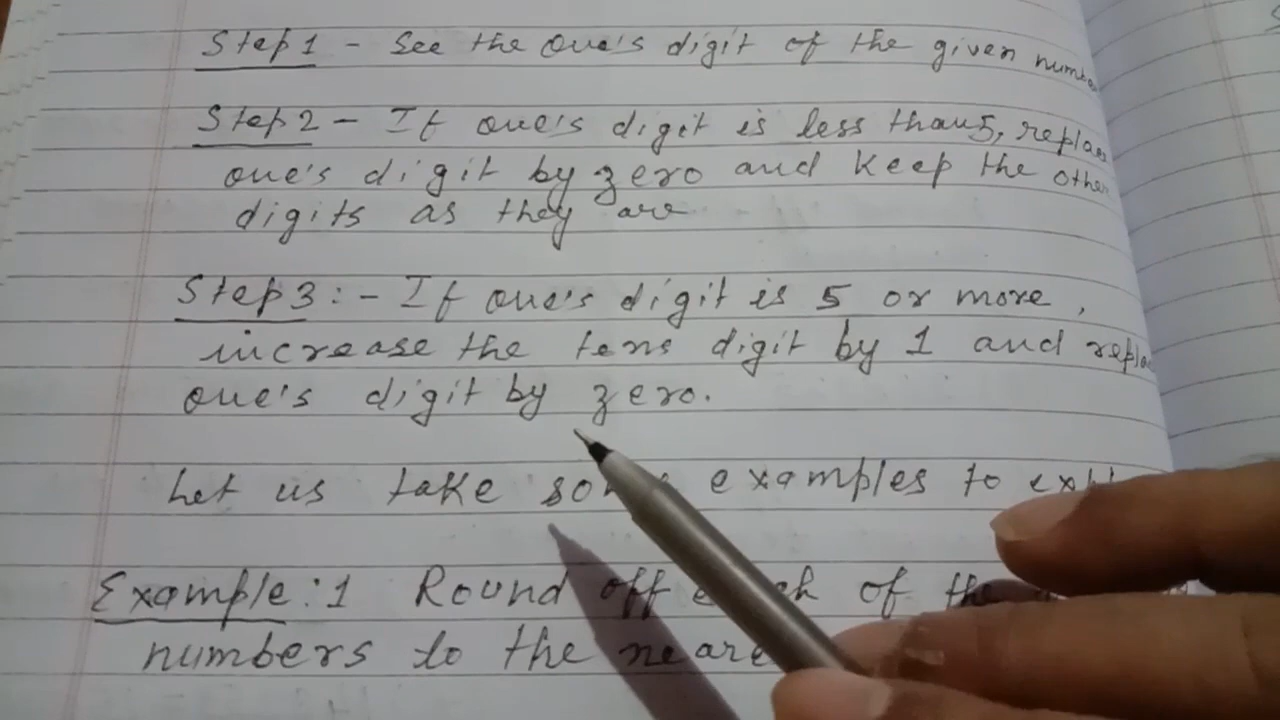 Step 1 - See the one's digit of the given
Step 2 - If one's digit is less than 5,
one's digit by zero and keep the other
digits as they are
Step 3 :- If one's digit is 5 or more,
increase the tens digit by 1 and
one's digit by zero.
Let us take some examples to
Example : 1 Round off each of the
numbers to the